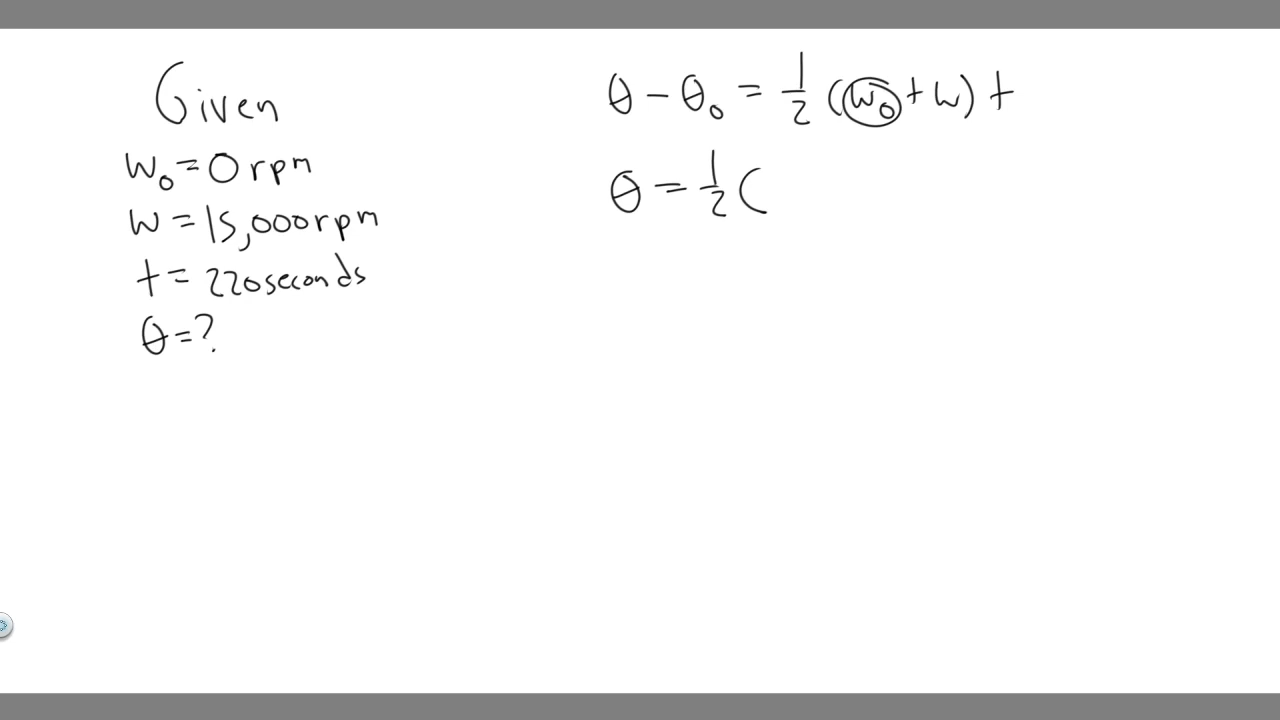 Given
w₀ = 0 rpm
w = 15,000 rpm
t = 220 seconds
θ = ?
θ - θ₀ = 1/2 (w₀ + w) t
θ = 1/2 (